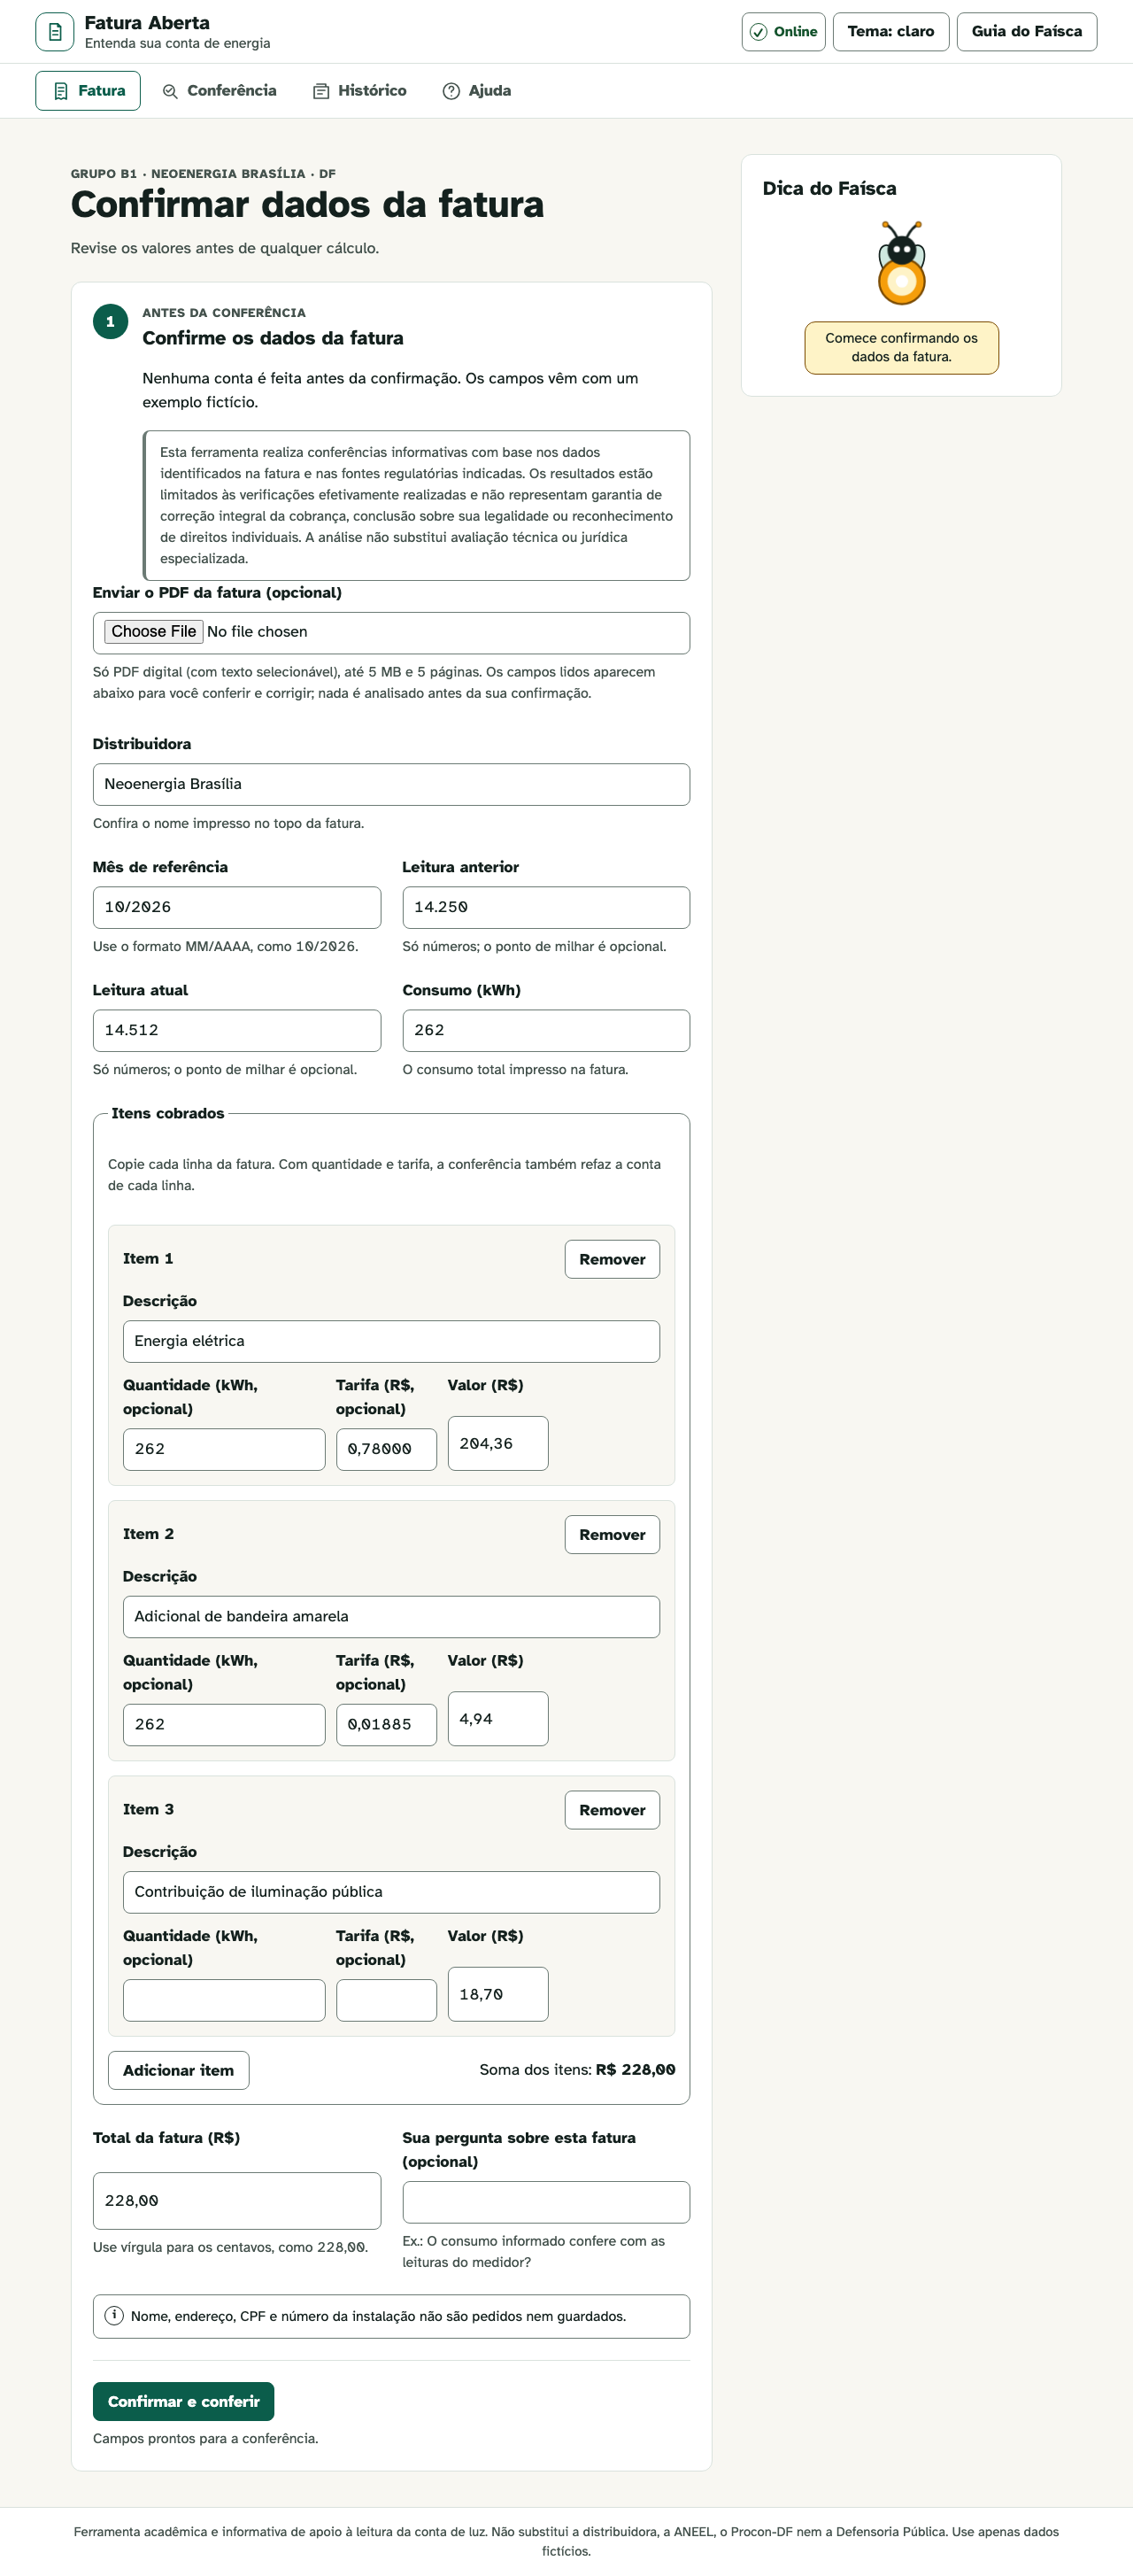 Fatura Aberta
Entenda sua conta de energia
Online
Tema: claro
Guia do Faísca
Fatura
Conferência
Histórico
Ajuda
GRUPO B1 · NEOENERGIA BRASÍLIA · DF
Confirmar dados da fatura
Revise os valores antes de qualquer cálculo.
1
ANTES DA CONFERÊNCIA
Confirme os dados da fatura
Nenhuma conta é feita antes da confirmação. Os campos vêm com um
exemplo fictício.
Esta ferramenta realiza conferências informativas com base nos dados
identificados na fatura e nas fontes regulatórias indicadas. Os resultados estão
limitados às verificações efetivamente realizadas e não representam garantia de
correção integral da cobrança, conclusão sobre sua legalidade ou reconhecimento
de direitos individuais. A análise não substitui avaliação técnica ou jurídica
especializada.
Enviar o PDF da fatura (opcional)
Choose File No file chosen
Só PDF digital (com texto selecionável), até 5 MB e 5 páginas. Os campos lidos aparecem
abaixo para você conferir e corrigir; nada é analisado antes da sua confirmação.
Distribuidora
Neoenergia Brasília
Confira o nome impresso no topo da fatura.
Mês de referência
10/2026
Use o formato MM/AAAA, como 10/2026.
Leitura anterior
14.250
Só números; o ponto de milhar é opcional.
Leitura atual
14.512
Só números; o ponto de milhar é opcional.
Consumo (kWh)
262
O consumo total impresso na fatura.
Itens cobrados
Copie cada linha da fatura. Com quantidade e tarifa, a conferência também refaz a conta
de cada linha.
Item 1
Remover
Descrição
Energia elétrica
Quantidade (kWh,
opcional)
262
Tarifa (R$,
opcional)
0,78000
Valor (R$)
204,36
Item 2
Remover
Descrição
Adicional de bandeira amarela
Quantidade (kWh,
opcional)
262
Tarifa (R$,
opcional)
0,01885
Valor (R$)
4,94
Item 3
Remover
Descrição
Contribuição de iluminação pública
Quantidade (kWh,
opcional)
Tarifa (R$,
opcional)
Valor (R$)
18,70
Adicionar item
Soma dos itens: R$ 228,00
Total da fatura (R$)
228,00
Use vírgula para os centavos, como 228,00.
Sua pergunta sobre esta fatura
(opcional)
Ex.: O consumo informado confere com as
leituras do medidor?
Nome, endereço, CPF e número da instalação não são pedidos nem guardados.
Confirmar e conferir
Campos prontos para a conferência.
Dica do Faísca
Comece confirmando os
dados da fatura.
Ferramenta acadêmica e informativa de apoio à leitura da conta de luz. Não substitui a distribuidora, a ANEEL, o Procon-DF nem a Defensoria Pública. Use apenas dados
fictícios.